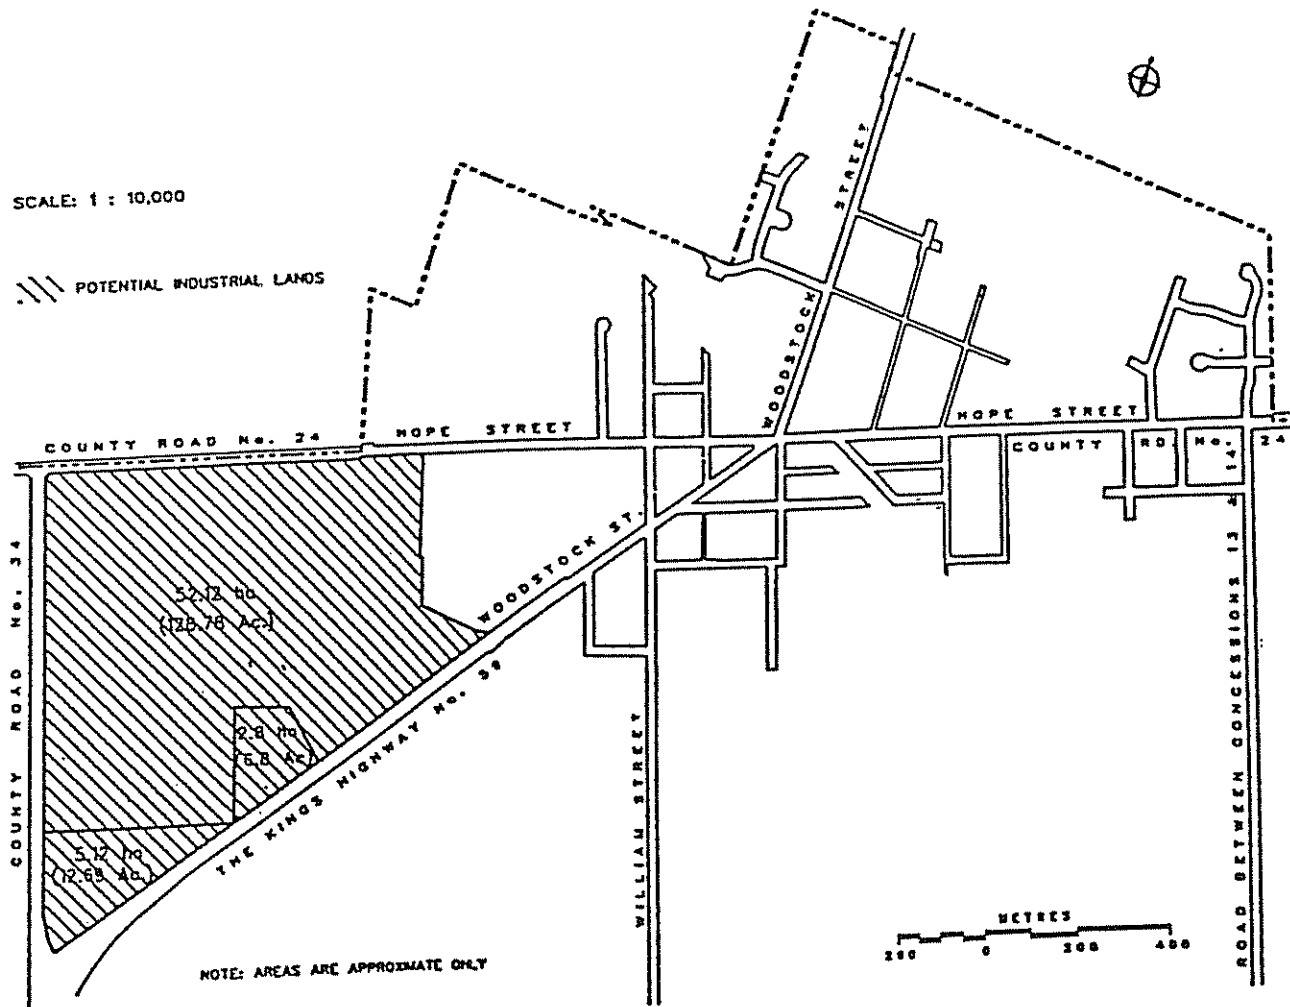 SCALE: 1 : 10,000
POTENTIAL INDUSTRIAL LANDS
STREET
WOODSTOCK
COUNTY ROAD No. 24
HOPE STREET
HOPE STREET
COUNTY RD. No. 24
COUNTY ROAD No. 34
WOODSTOCK ST.
52.12 ha
(128.78 Ac.)
2.8 ha
(6.8 Ac)
5.12 ha
(12.69 Ac.)
THE KINGS HIGHWAY No. 59
WILLIAM STREET
ROAD BETWEEN CONCESSIONS 13 & 14
METRES
200 0 200 400
NOTE: AREAS ARE APPROXIMATE ONLY